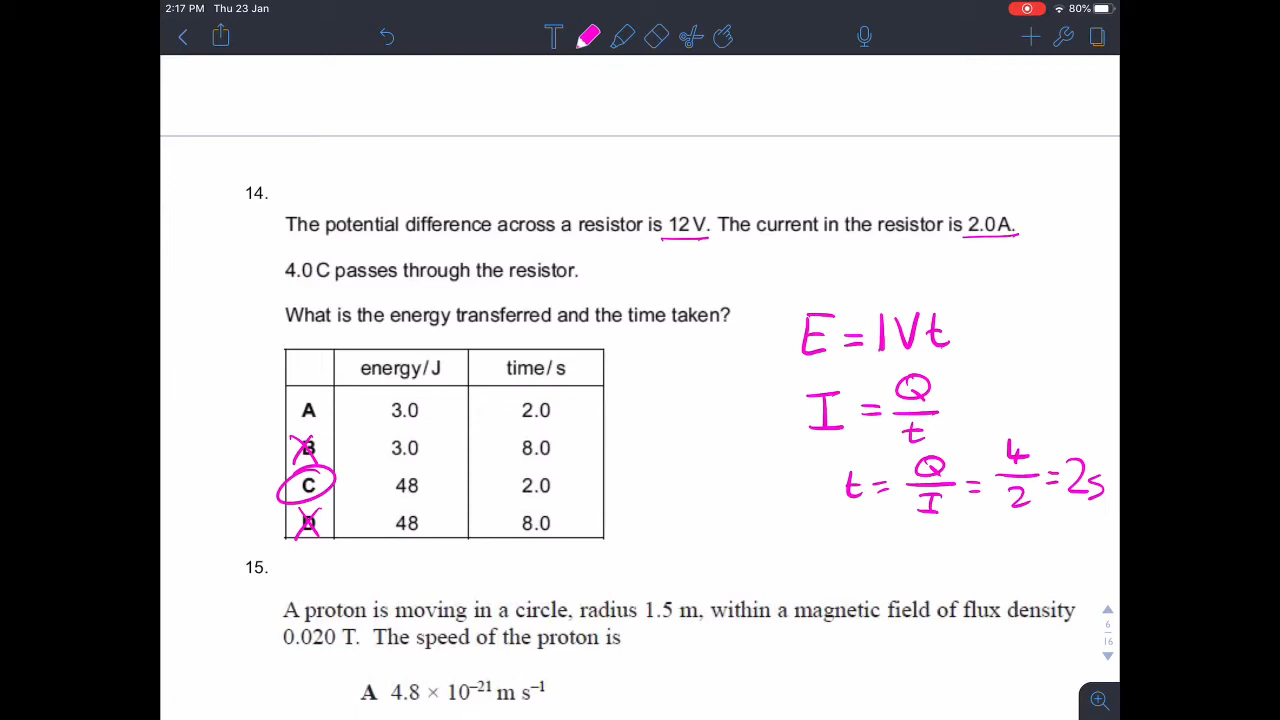 2:17 PM Thu 23 Jan
80%
T
14.
The potential difference across a resistor is 12 V. The current in the resistor is 2.0 A.
4.0 C passes through the resistor.
What is the energy transferred and the time taken?
energy/J time/s
A 3.0 2.0
B 3.0 8.0
C 48 2.0
D 48 8.0
E = IVt
I = Q/t
t = Q/I = 4/2 = 2s
15.
A proton is moving in a circle, radius 1.5 m, within a magnetic field of flux density
0.020 T. The speed of the proton is
A 4.8 × 10⁻²¹ m s⁻¹
6
16